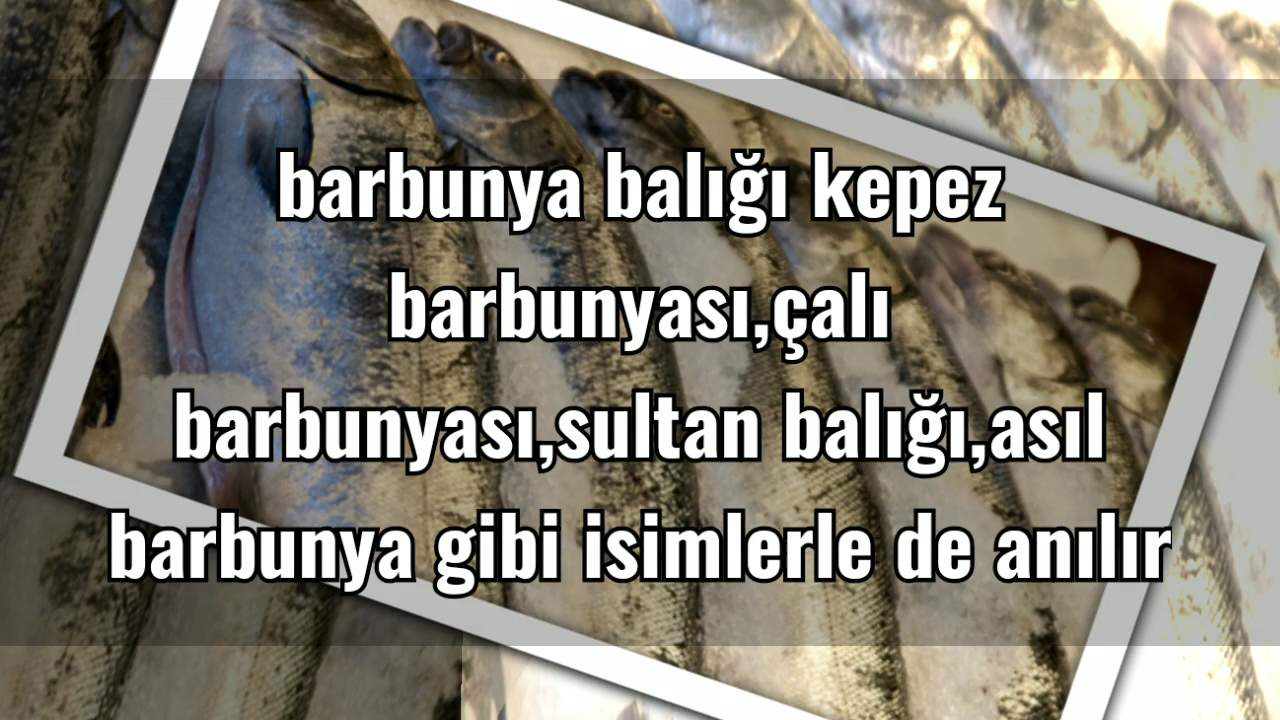 barbunya balığı kepez
barbunyası,çalı
barbunyası,sultan balığı,asıl
barbunya gibi isimlerle de anılır